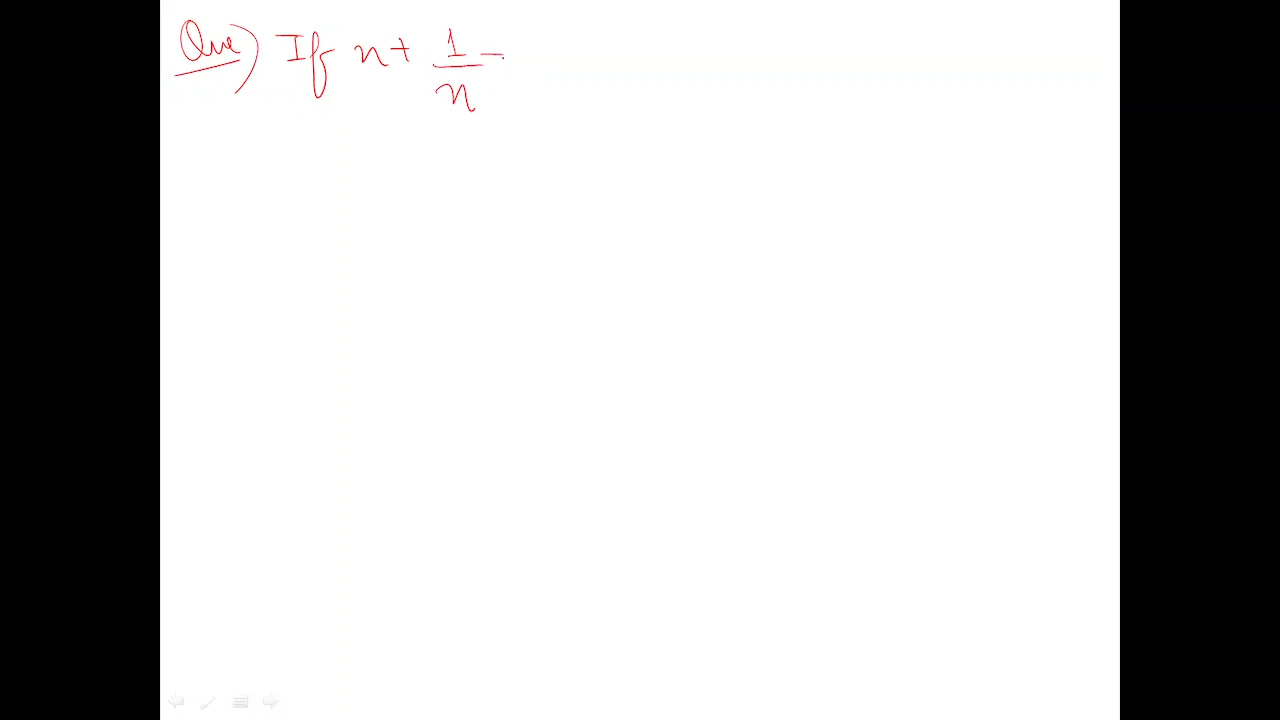 Que) If x + 1/x -